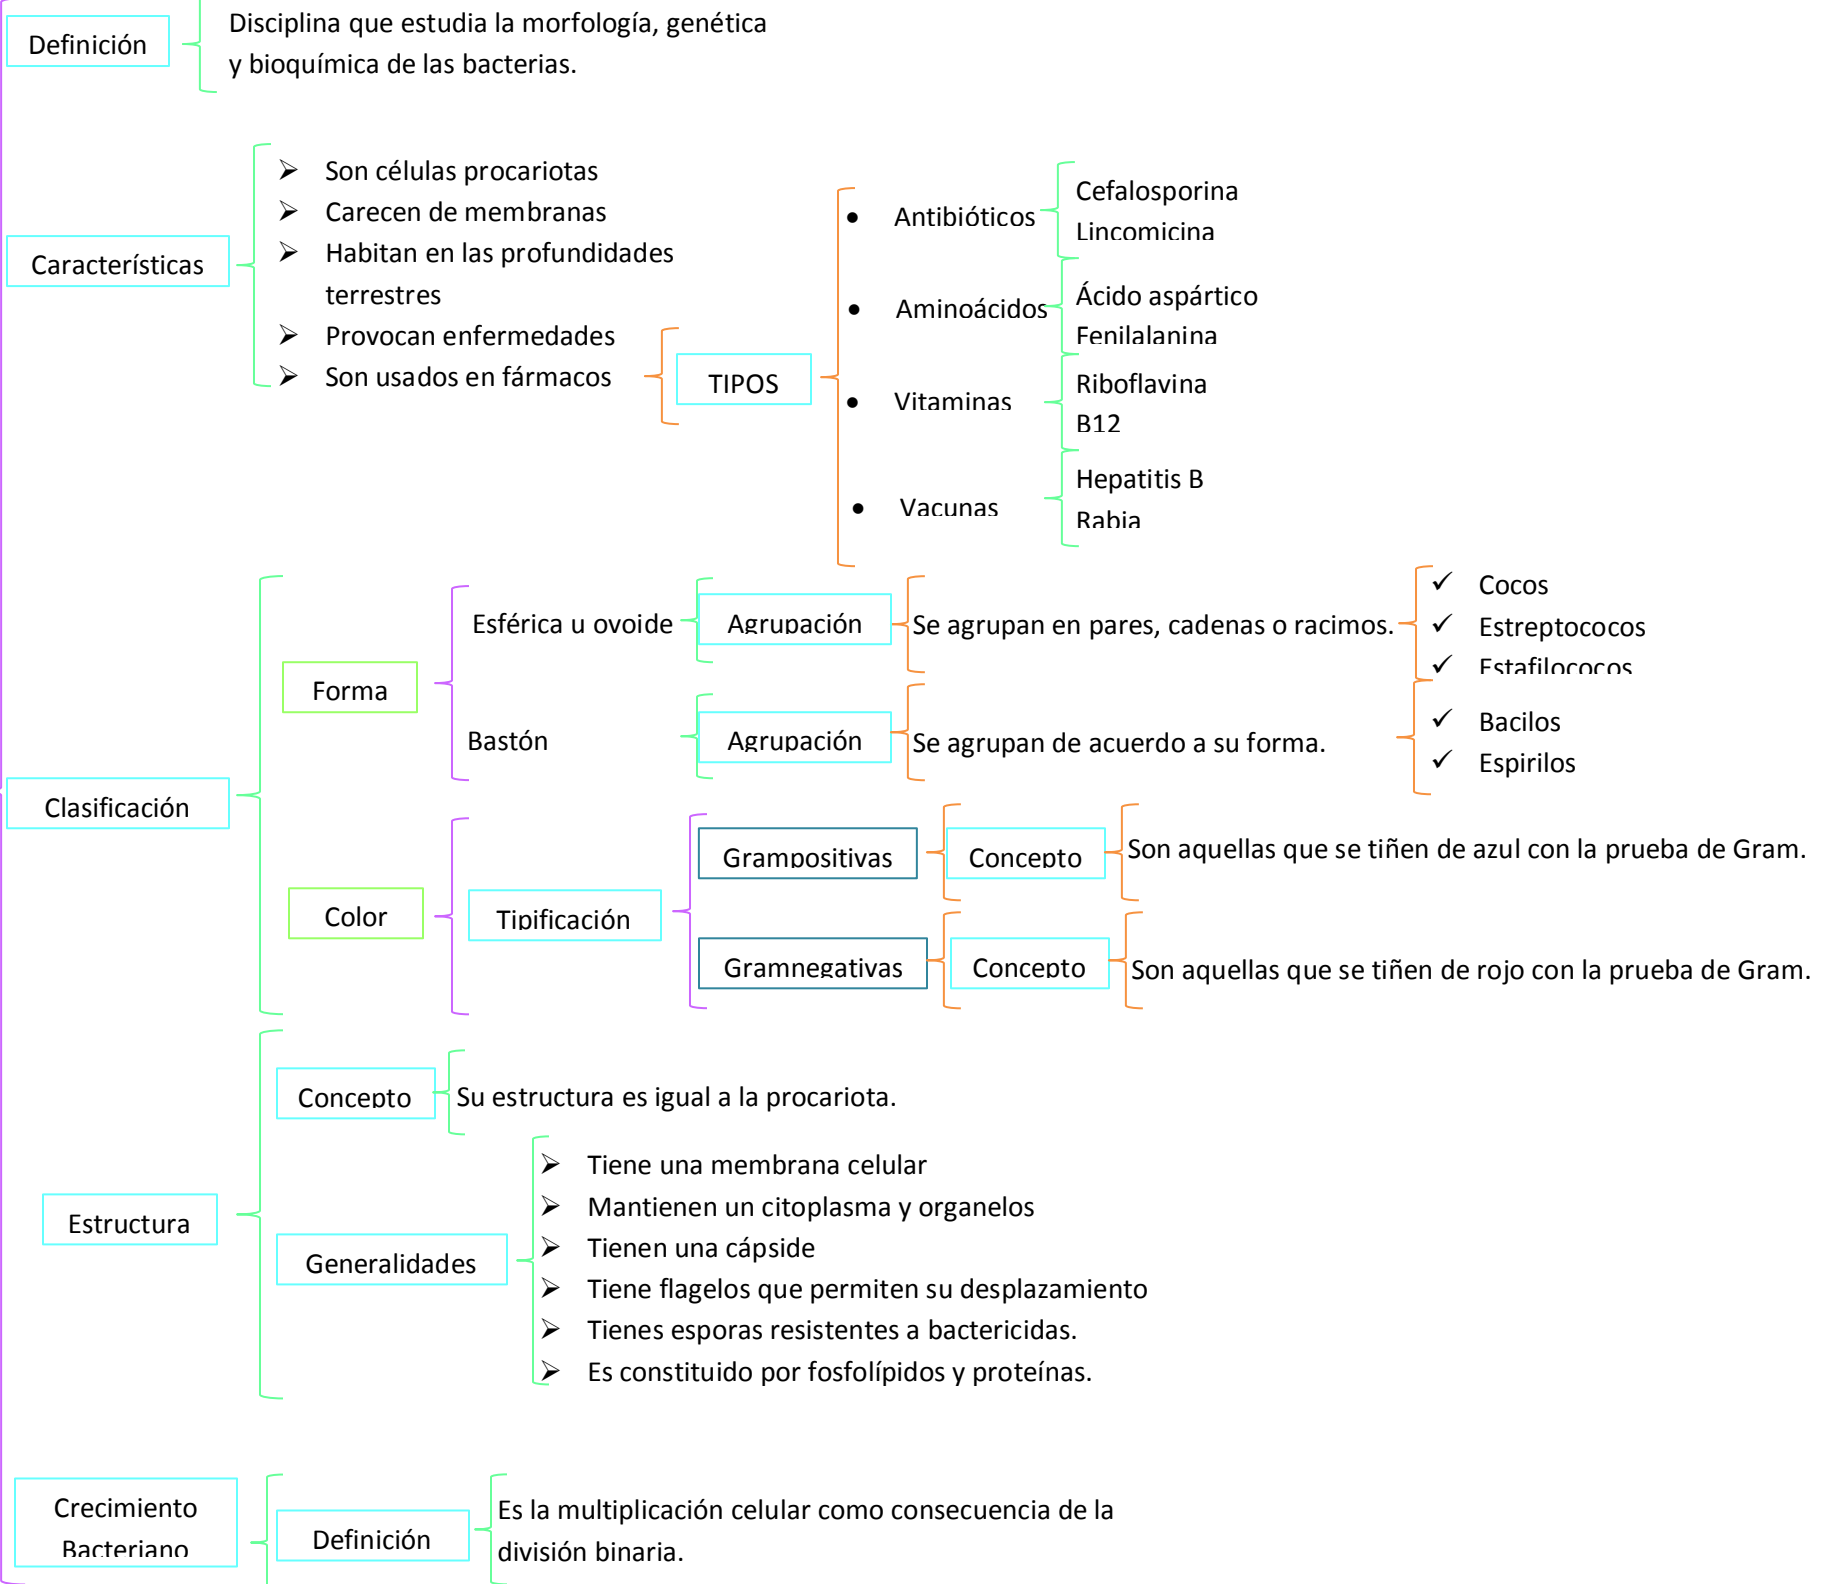 Definición
Disciplina que estudia la morfología, genética
y bioquímica de las bacterias.
Características
Son células procariotas
Carecen de membranas
Habitan en las profundidades
terrestres
Provocan enfermedades
Son usados en fármacos
TIPOS
Antibióticos
Cefalosporina
Lincomicina
Aminoácidos
Ácido aspártico
Fenilalanina
Vitaminas
Riboflavina
B12
Vacunas
Hepatitis B
Rabia
Clasificación
Forma
Esférica u ovoide
Agrupación
Se agrupan en pares, cadenas o racimos.
Cocos
Estreptococos
Estafilococos
Bastón
Agrupación
Se agrupan de acuerdo a su forma.
Bacilos
Espirilos
Color
Tipificación
Grampositivas
Concepto
Son aquellas que se tiñen de azul con la prueba de Gram.
Gramnegativas
Concepto
Son aquellas que se tiñen de rojo con la prueba de Gram.
Estructura
Concepto
Su estructura es igual a la procariota.
Generalidades
Tiene una membrana celular
Mantienen un citoplasma y organelos
Tienen una cápside
Tiene flagelos que permiten su desplazamiento
Tienes esporas resistentes a bactericidas.
Es constituido por fosfolípidos y proteínas.
Crecimiento
Bacteriano
Definición
Es la multiplicación celular como consecuencia de la
división binaria.